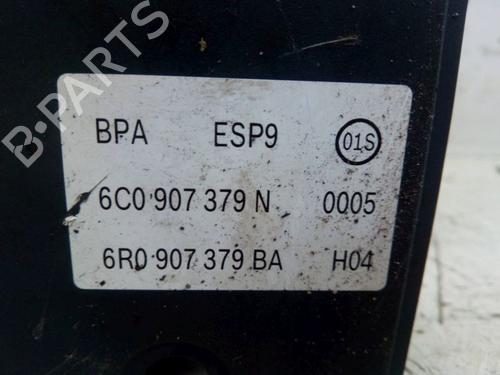 B-PARTS
BPA ESP9 01S
6C0 907 379 N 0005
6R0 907 379 BA H04